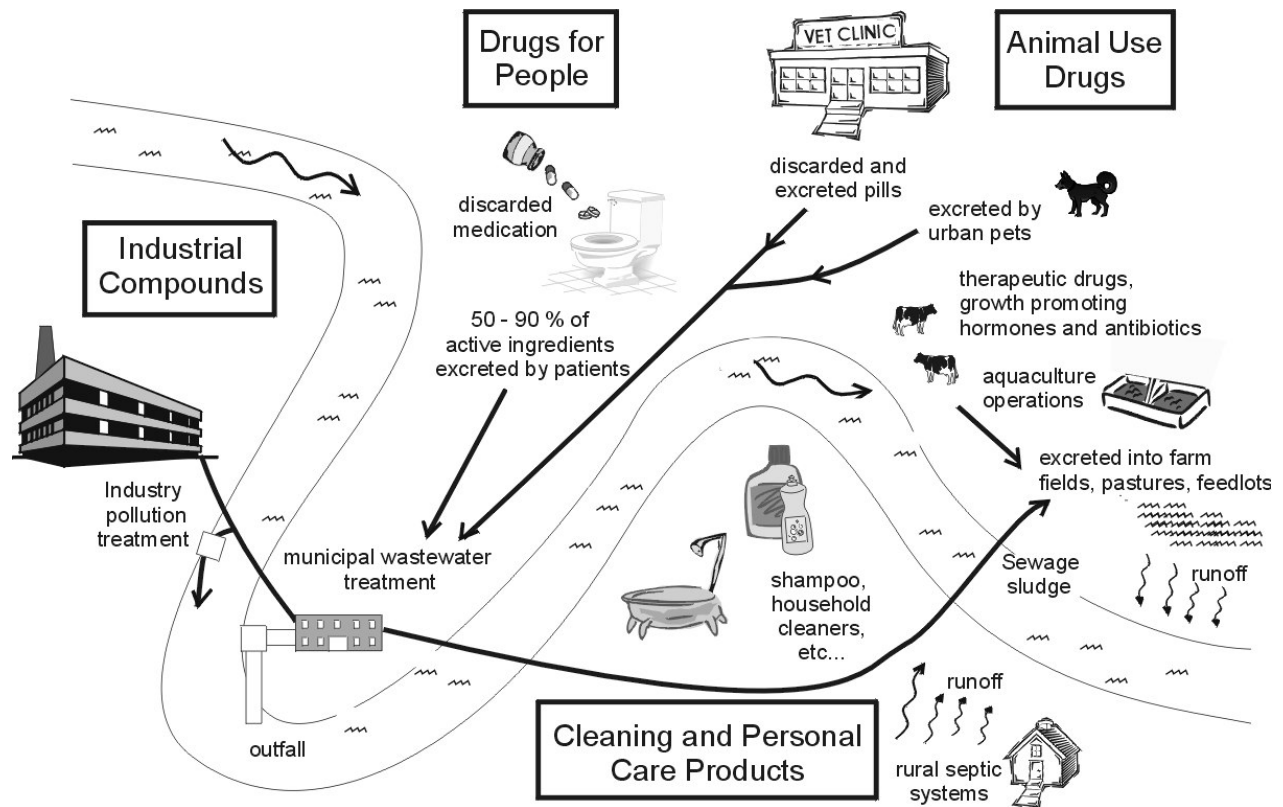 Drugs for
People
VET CLINIC
Animal Use
Drugs
discarded
medication
discarded and
excreted pills
excreted by
urban pets
Industrial
Compounds
therapeutic drugs,
growth promoting
hormones and antibiotics
50 - 90 % of
active ingredients
excreted by patients
aquaculture
operations
excreted into farm
fields, pastures, feedlots
Industry
pollution
treatment
municipal wastewater
treatment
shampoo,
household
cleaners,
etc...
Sewage
sludge
runoff
outfall
Cleaning and Personal
Care Products
runoff
rural septic
systems